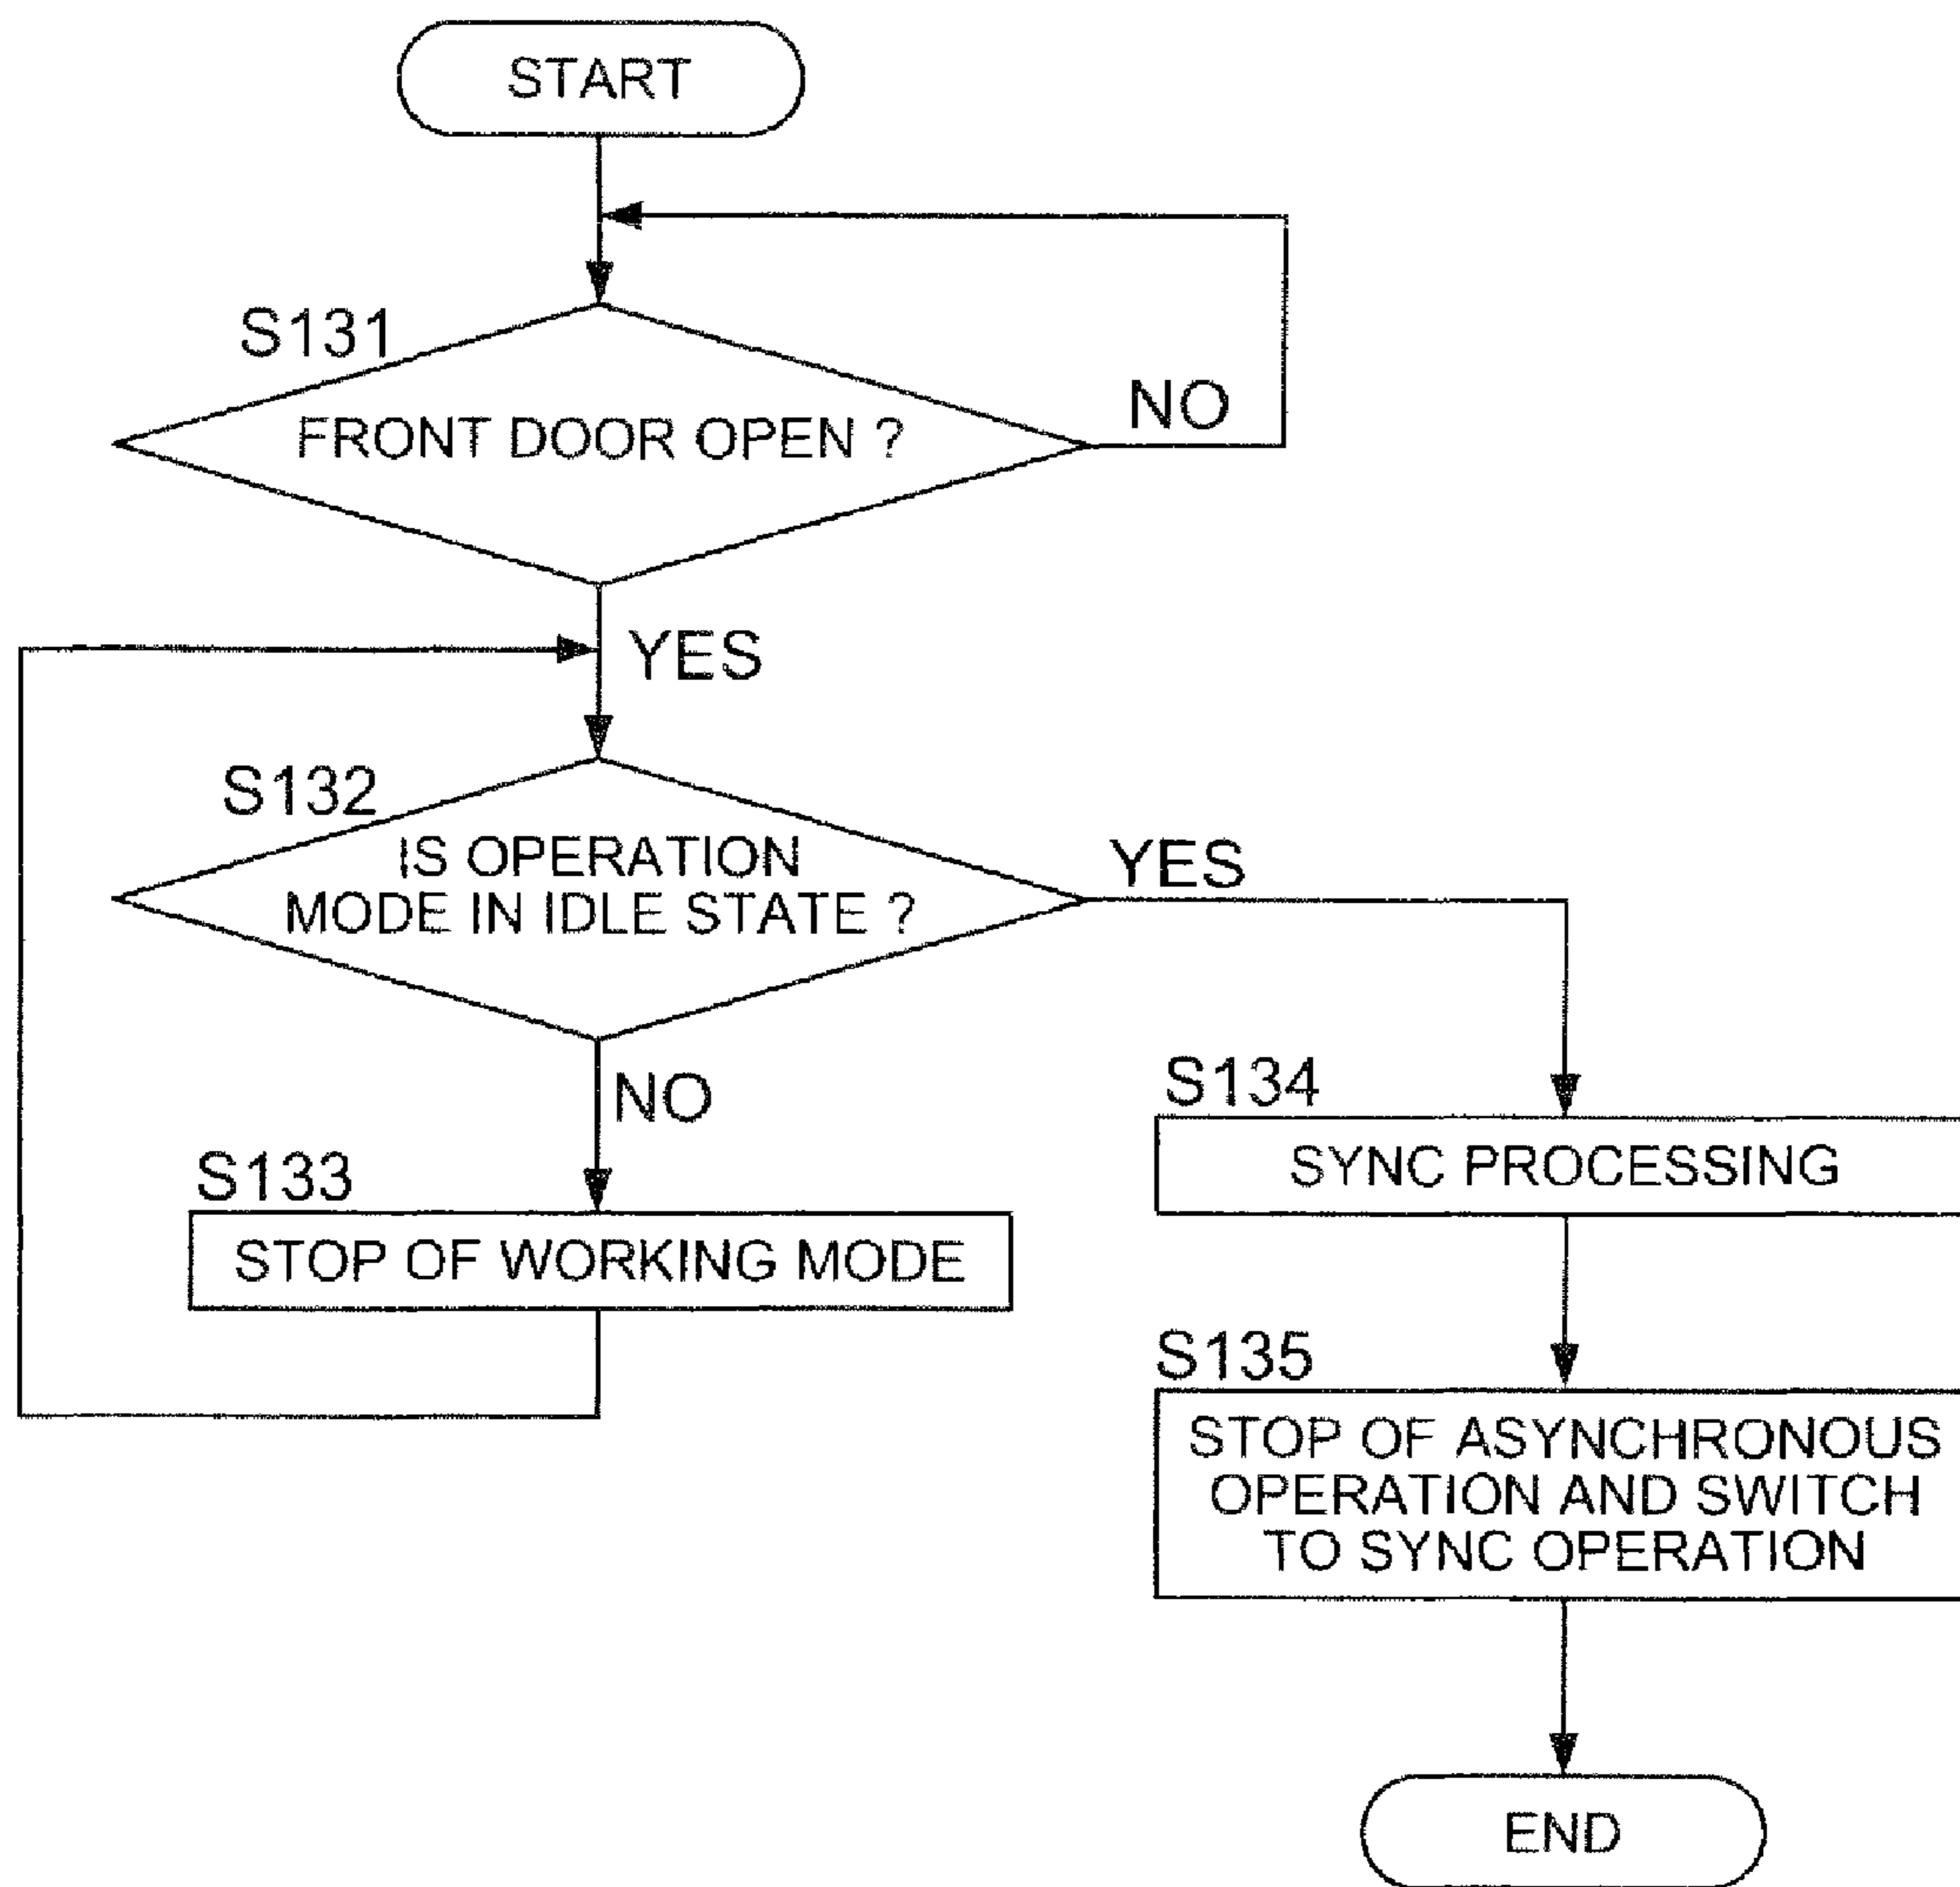 START
S131
FRONT DOOR OPEN ?
NO
YES
S132
IS OPERATION
MODE IN IDLE STATE ?
YES
NO
S133
STOP OF WORKING MODE
S134
SYNC PROCESSING
S135
STOP OF ASYNCHRONOUS
OPERATION AND SWITCH
TO SYNC OPERATION
END